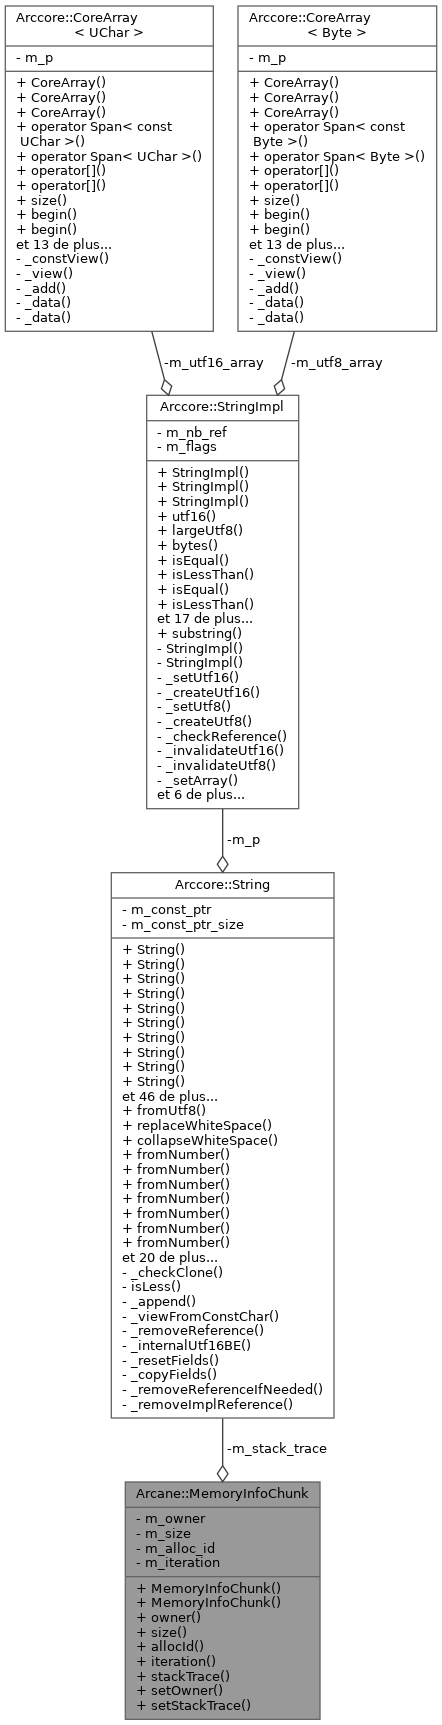 Arccore::CoreArray
< UChar >
- m_p
+ CoreArray()
+ CoreArray()
+ CoreArray()
+ operator Span< const
UChar >()
+ operator Span< UChar >()
+ operator[]()
+ operator[]()
+ size()
+ begin()
+ begin()
et 13 de plus...
- _constView()
- _view()
- _add()
- _data()
- _data()
Arccore::CoreArray
< Byte >
- m_p
+ CoreArray()
+ CoreArray()
+ CoreArray()
+ operator Span< const
Byte >()
+ operator Span< Byte >()
+ operator[]()
+ operator[]()
+ size()
+ begin()
+ begin()
et 13 de plus...
- _constView()
- _view()
- _add()
- _data()
- _data()
-m_utf16_array
-m_utf8_array
Arccore::StringImpl
- m_nb_ref
- m_flags
+ StringImpl()
+ StringImpl()
+ StringImpl()
+ utf16()
+ largeUtf8()
+ bytes()
+ isEqual()
+ isLessThan()
+ isEqual()
+ isLessThan()
et 17 de plus...
+ substring()
- StringImpl()
- StringImpl()
- _setUtf16()
- _createUtf16()
- _setUtf8()
- _createUtf8()
- _checkReference()
- _invalidateUtf16()
- _invalidateUtf8()
- _setArray()
et 6 de plus...
-m_p
Arccore::String
- m_const_ptr
- m_const_ptr_size
+ String()
+ String()
+ String()
+ String()
+ String()
+ String()
+ String()
+ String()
+ String()
+ String()
et 46 de plus...
+ fromUtf8()
+ replaceWhiteSpace()
+ collapseWhiteSpace()
+ fromNumber()
+ fromNumber()
+ fromNumber()
+ fromNumber()
+ fromNumber()
+ fromNumber()
+ fromNumber()
et 20 de plus...
- _checkClone()
- isLess()
- _append()
- _viewFromConstChar()
- _removeReference()
- _internalUtf16BE()
- _resetFields()
- _copyFields()
- _removeReferenceIfNeeded()
- _removeImplReference()
-m_stack_trace
Arcane::MemoryInfoChunk
- m_owner
- m_size
- m_alloc_id
- m_iteration
+ MemoryInfoChunk()
+ MemoryInfoChunk()
+ owner()
+ size()
+ allocId()
+ iteration()
+ stackTrace()
+ setOwner()
+ setStackTrace()